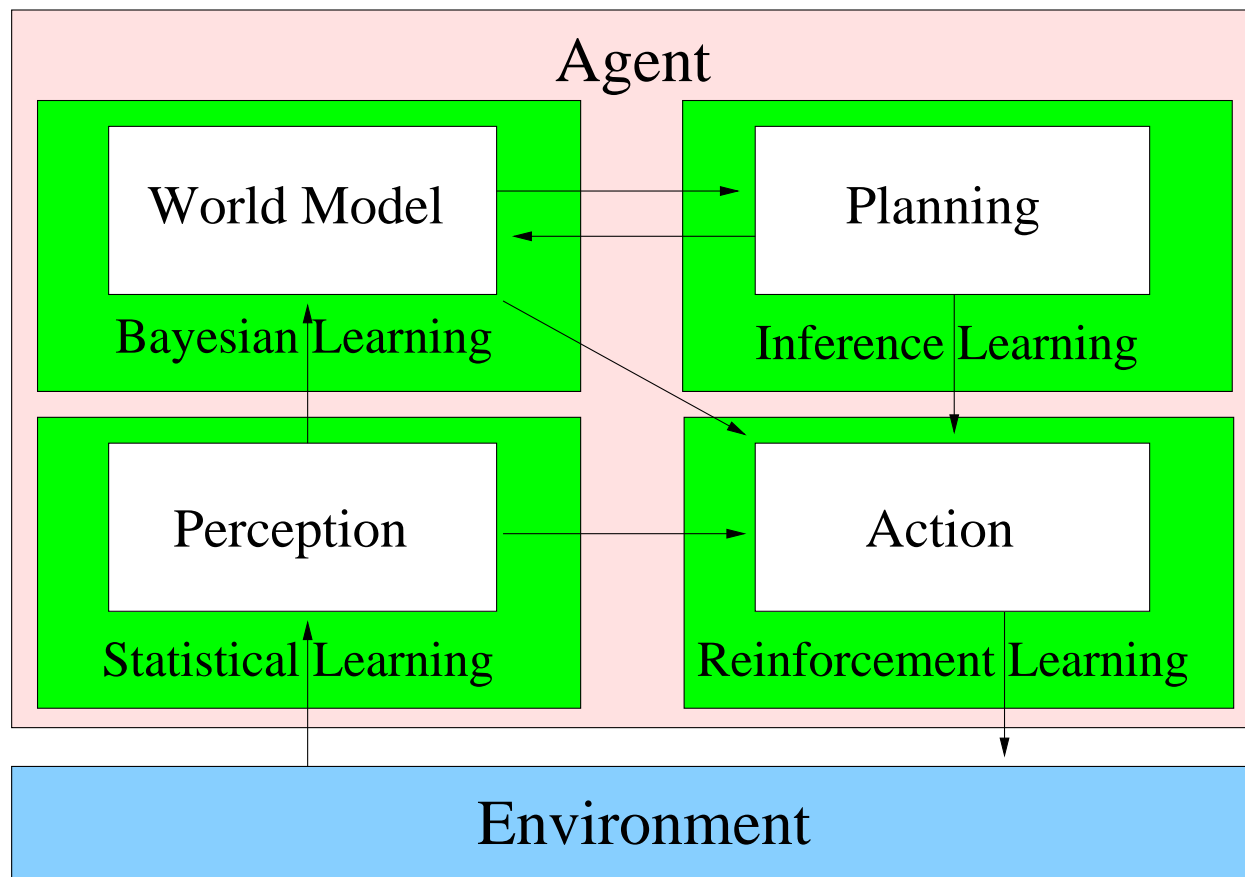 Agent
World Model
Planning
Bayesian Learning
Inference Learning
Perception
Action
Statistical Learning
Reinforcement Learning
Environment